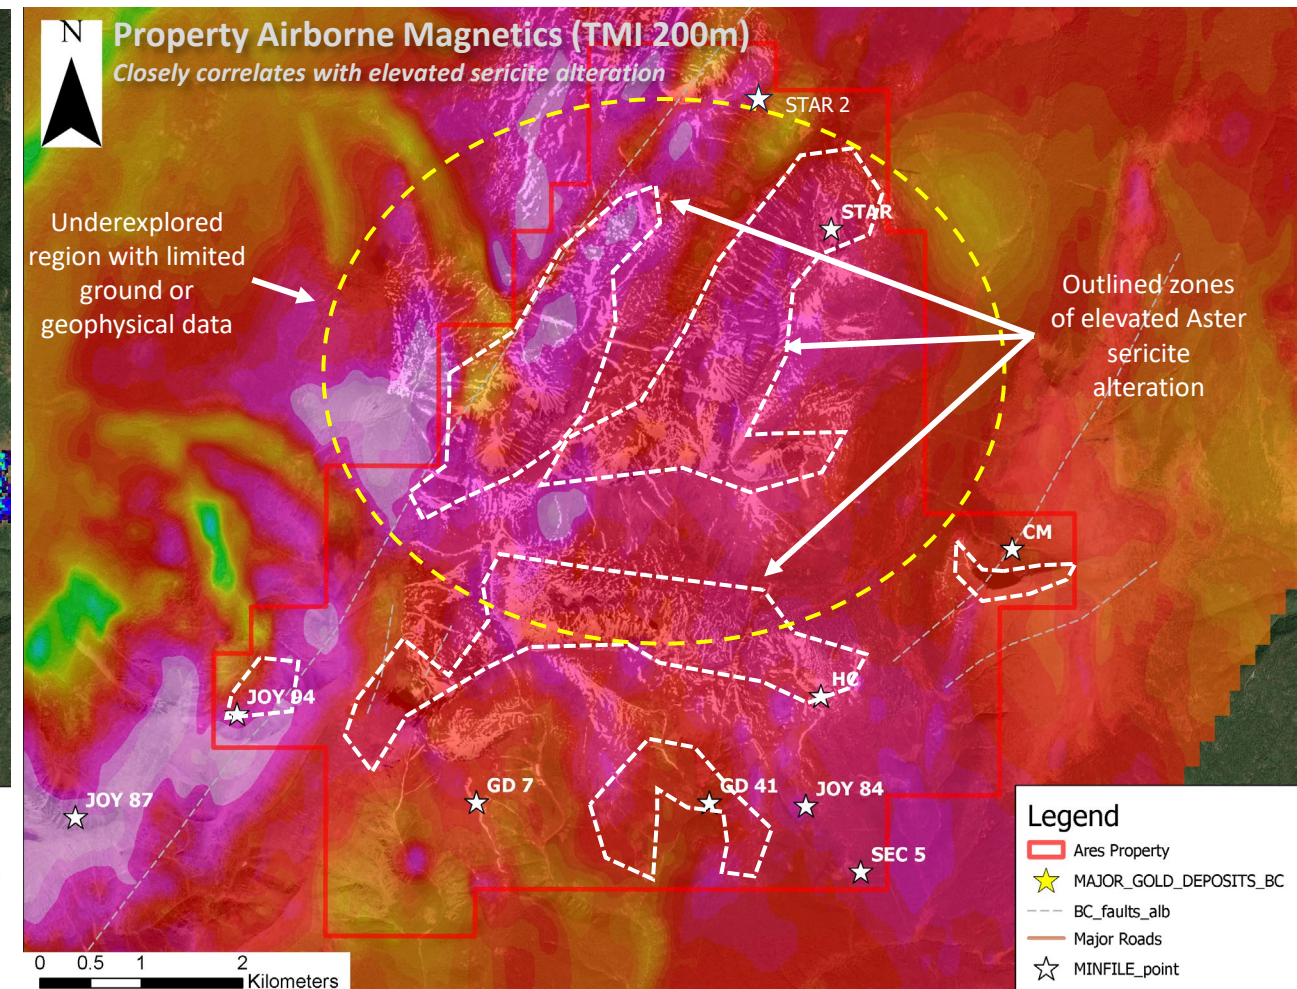 N
Property Airborne Magnetics (TMI 200m)
Closely correlates with elevated sericite alteration
STAR 2
STAR
Underexplored
region with limited
ground or
geophysical data
Outlined zones
of elevated Aster
sericite
alteration
CM
JOY 94
HC
JOY 87
GD 7
GD 41
JOY 84
SEC 5
Legend
Ares Property
MAJOR_GOLD_DEPOSITS_BC
BC_faults_alb
Major Roads
MINFILE_point
0 0.5 1 2
Kilometers